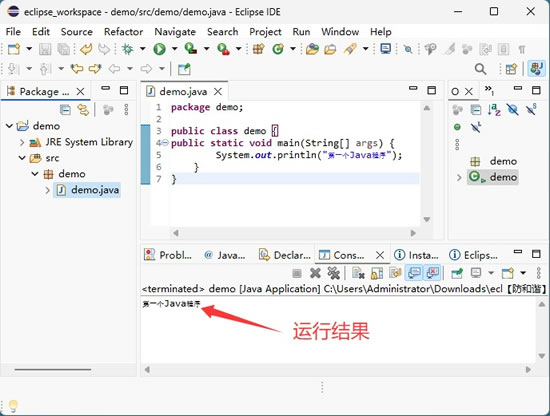 eclipse_workspace - demo/src/demo/demo.java - Eclipse IDE
File Edit Source Refactor Navigate Search Project Run Window Help
Package ...
demo
JRE System Library
src
demo
demo.java
demo.java
1 package demo;
2
3 public class demo {
4 public static void main(String[] args) {
5 System.out.println("第一个Java程序");
6 }
7 }
O
demo
demo
Probl...
@ Java...
Declar...
Cons...
Insta...
Eclips...
<terminated> demo [Java Application] C:\Users\Administrator\Downloads\ecl【防和谐】
第一个Java程序
运行结果